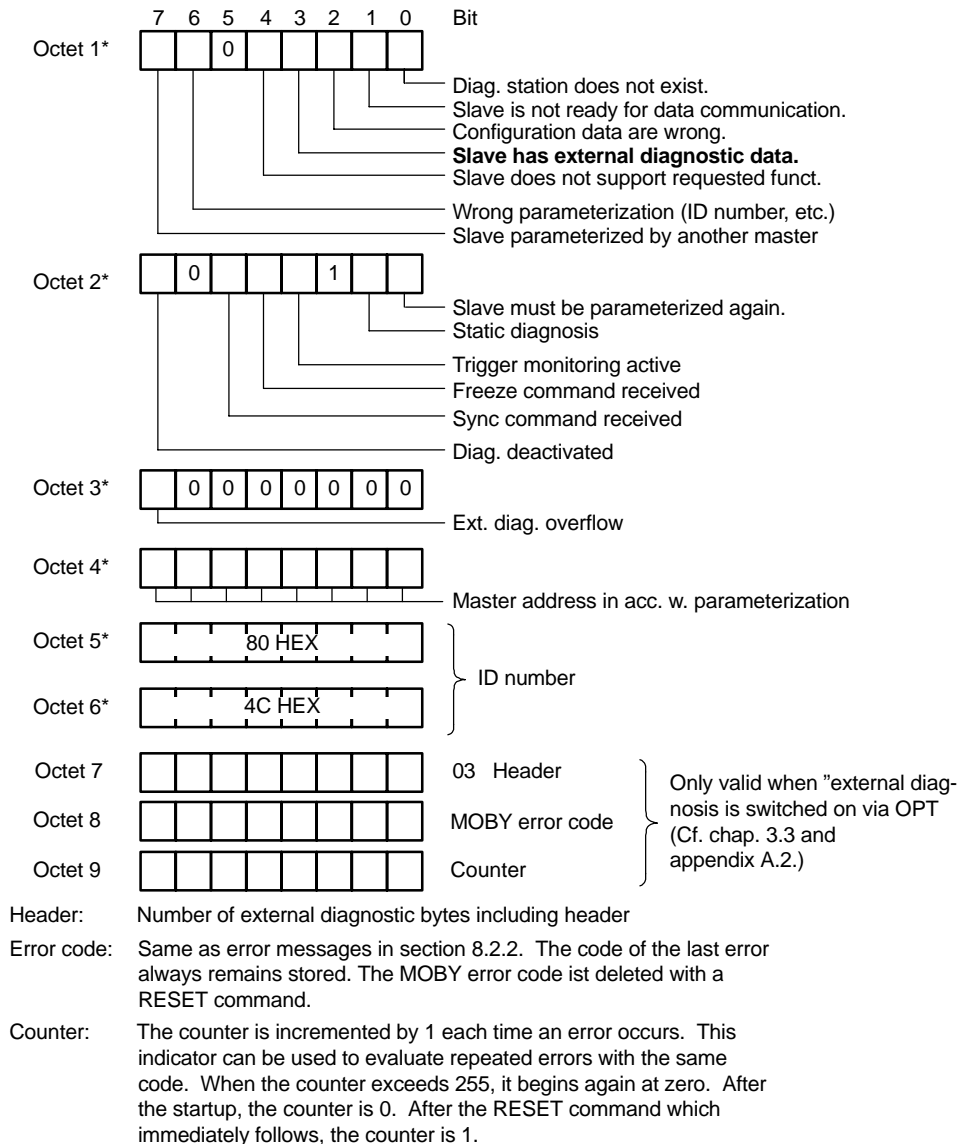 7 6 5 4 3 2 1 0 Bit
Octet 1* 0
Diag. station does not exist.
Slave is not ready for data communication.
Configuration data are wrong.
Slave has external diagnostic data.
Slave does not support requested funct.
Wrong parameterization (ID number, etc.)
Slave parameterized by another master
Octet 2* 0 1
Slave must be parameterized again.
Static diagnosis
Trigger monitoring active
Freeze command received
Sync command received
Diag. deactivated
Octet 3* 0 0 0 0 0 0 0
Ext. diag. overflow
Octet 4*
Master address in acc. w. parameterization
Octet 5* 80 HEX
ID number
Octet 6* 4C HEX
Octet 7 03 Header
Octet 8 MOBY error code
Octet 9 Counter
Only valid when ”external diag-
nosis is switched on via OPT
(Cf. chap. 3.3 and
appendix A.2.)
Header: Number of external diagnostic bytes including header
Error code: Same as error messages in section 8.2.2. The code of the last error
always remains stored. The MOBY error code ist deleted with a
RESET command.
Counter: The counter is incremented by 1 each time an error occurs. This
indicator can be used to evaluate repeated errors with the same
code. When the counter exceeds 255, it begins again at zero. After
the startup, the counter is 0. After the RESET command which
immediately follows, the counter is 1.